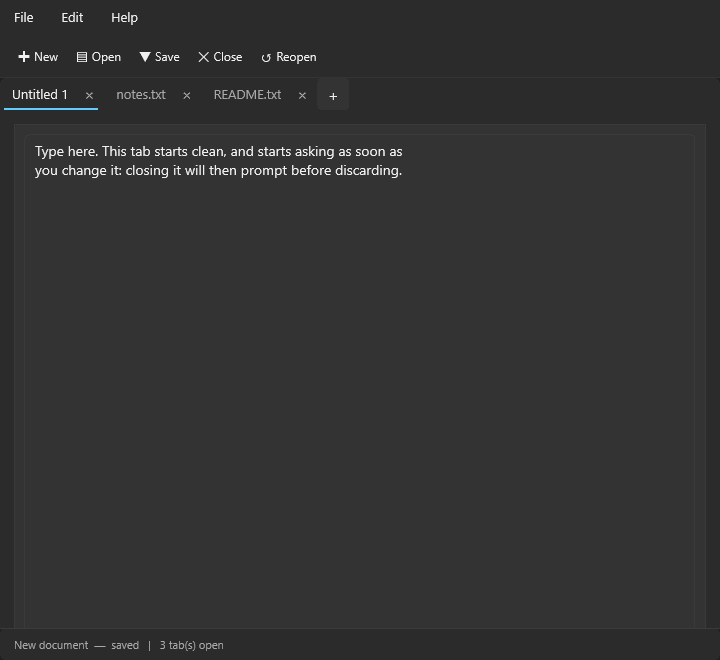 File Edit Help
New Open Save Close Reopen
Untitled 1 × notes.txt × README.txt × +
Type here. This tab starts clean, and starts asking as soon as
you change it: closing it will then prompt before discarding.
New document — saved | 3 tab(s) open